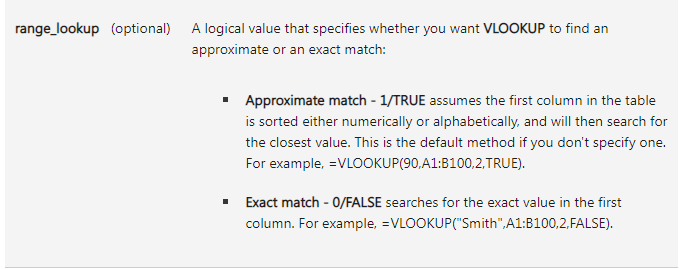 range_lookup (optional) A logical value that specifies whether you want VLOOKUP to find an
approximate or an exact match:
▪ Approximate match - 1/TRUE assumes the first column in the table
is sorted either numerically or alphabetically, and will then search for
the closest value. This is the default method if you don't specify one.
For example, =VLOOKUP(90,A1:B100,2,TRUE).
▪ Exact match - 0/FALSE searches for the exact value in the first
column. For example, =VLOOKUP("Smith",A1:B100,2,FALSE).